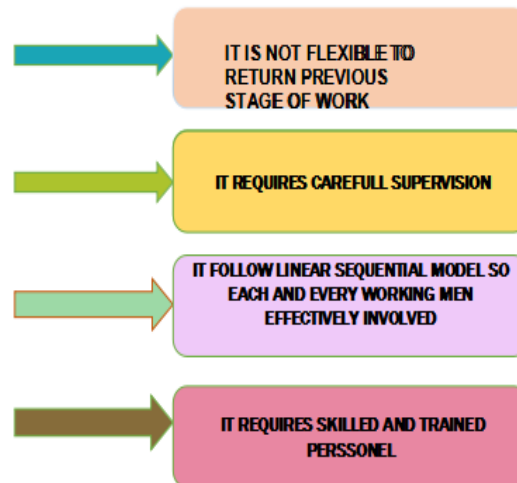 IT IS NOT FLEXIBLE TO
RETURN PREVIOUS
STAGE OF WORK
IT REQUIRES CAREFULL SUPERVISION
IT FOLLOW LINEAR SEQUENTIAL MODEL SO
EACH AND EVERY WORKING MEN
EFFECTIVELY INVOLVED
IT REQUIRES SKILLED AND TRAINED
PERSSONEL